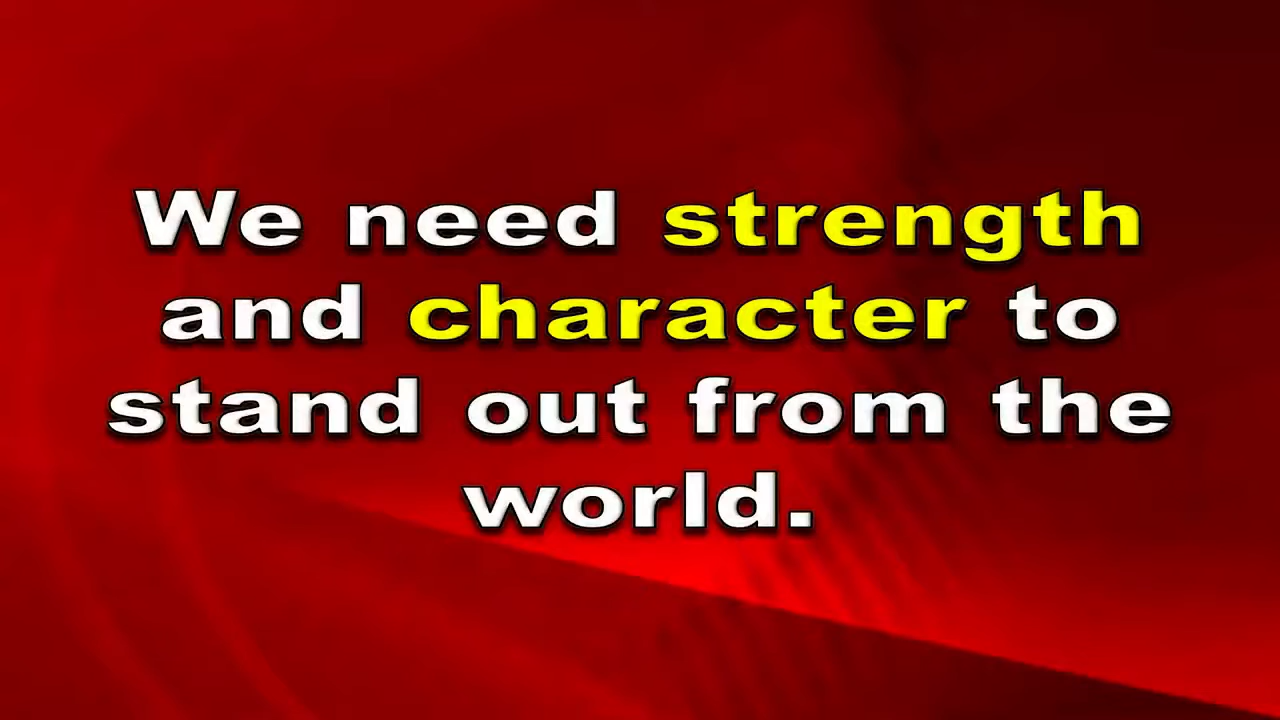 We need strength
and character to
stand out from the
world.